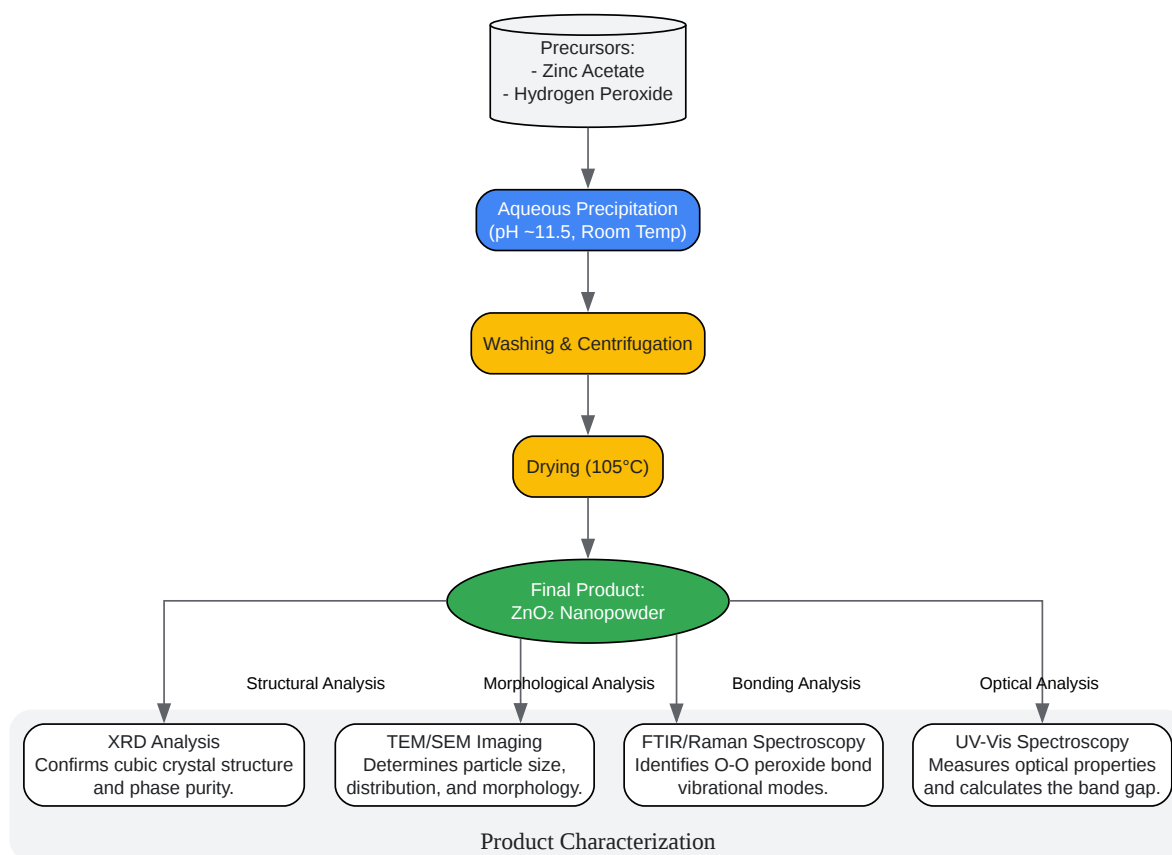 Precursors:
- Zinc Acetate
- Hydrogen Peroxide
Aqueous Precipitation
(pH ~11.5, Room Temp)
Washing & Centrifugation
Drying (105°C)
Final Product:
ZnO₂ Nanopowder
Structural Analysis
Morphological Analysis
Bonding Analysis
Optical Analysis
XRD Analysis
Confirms cubic crystal structure
and phase purity.
TEM/SEM Imaging
Determines particle size,
distribution, and morphology.
FTIR/Raman Spectroscopy
Identifies O-O peroxide bond
vibrational modes.
UV-Vis Spectroscopy
Measures optical properties
and calculates the band gap.
Product Characterization